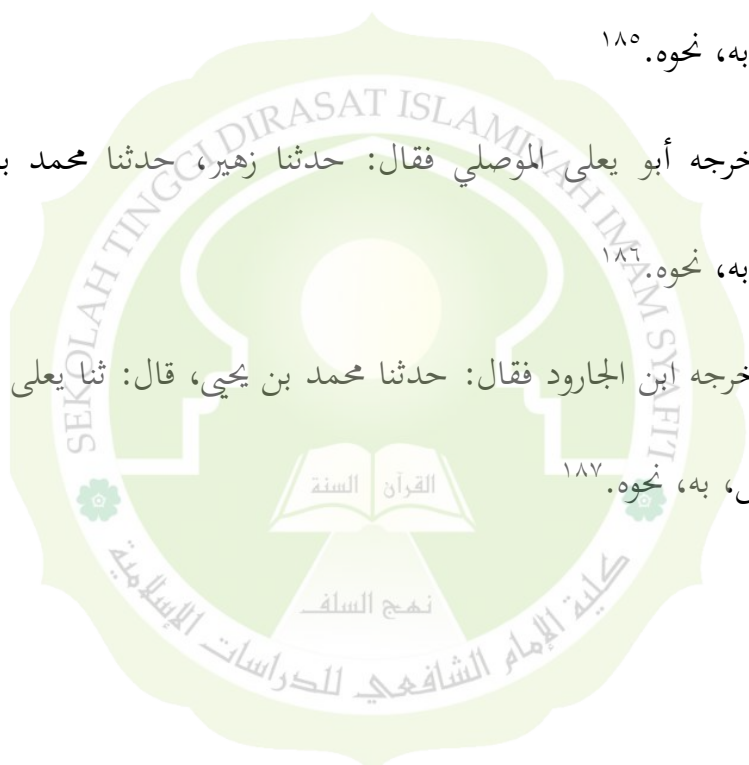 به، نحوه.١٨٥
خرجه أبو يعلى الموصلي فقال: حدثنا زهير، حدثنا محمد
به، نحوه.١٨٦
خرجه ابن الجارود فقال: حدثنا محمد بن يحيى، قال: ثنا يعلى
، به، نحوه.١٨٧
SEKOLAH TINGGI DIRASAT ISLAMIYAH IMAM SYAFI'I
القرآن السنة
نهج السلف
كلية الإمام الشافعي للدراسات الإسلامية